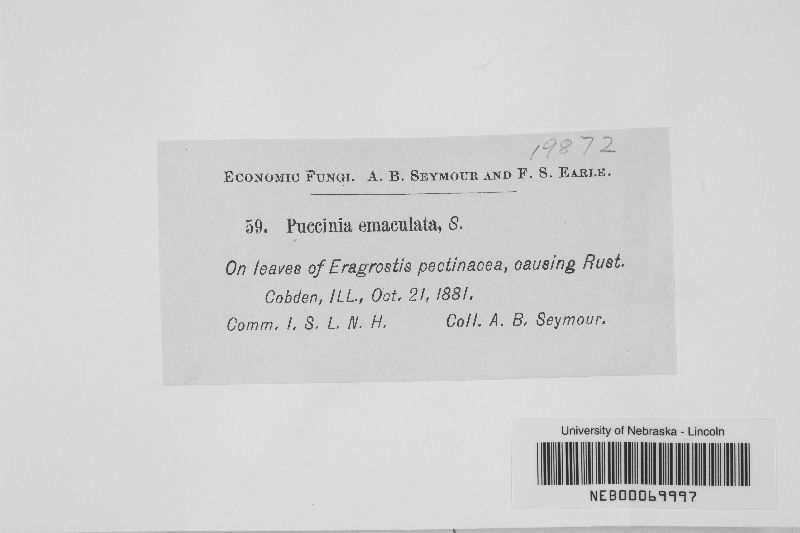 19872
Economic Fungi. A. B. Seymour and F. S. Earle.
59. Puccinia emaculata, S.
On leaves of Eragrostis pectinacea, causing Rust.
Cobden, ILL., Oct. 21, 1881.
Comm. I. S. L. N. H. Coll. A. B. Seymour.
University of Nebraska - Lincoln
NEB00069997